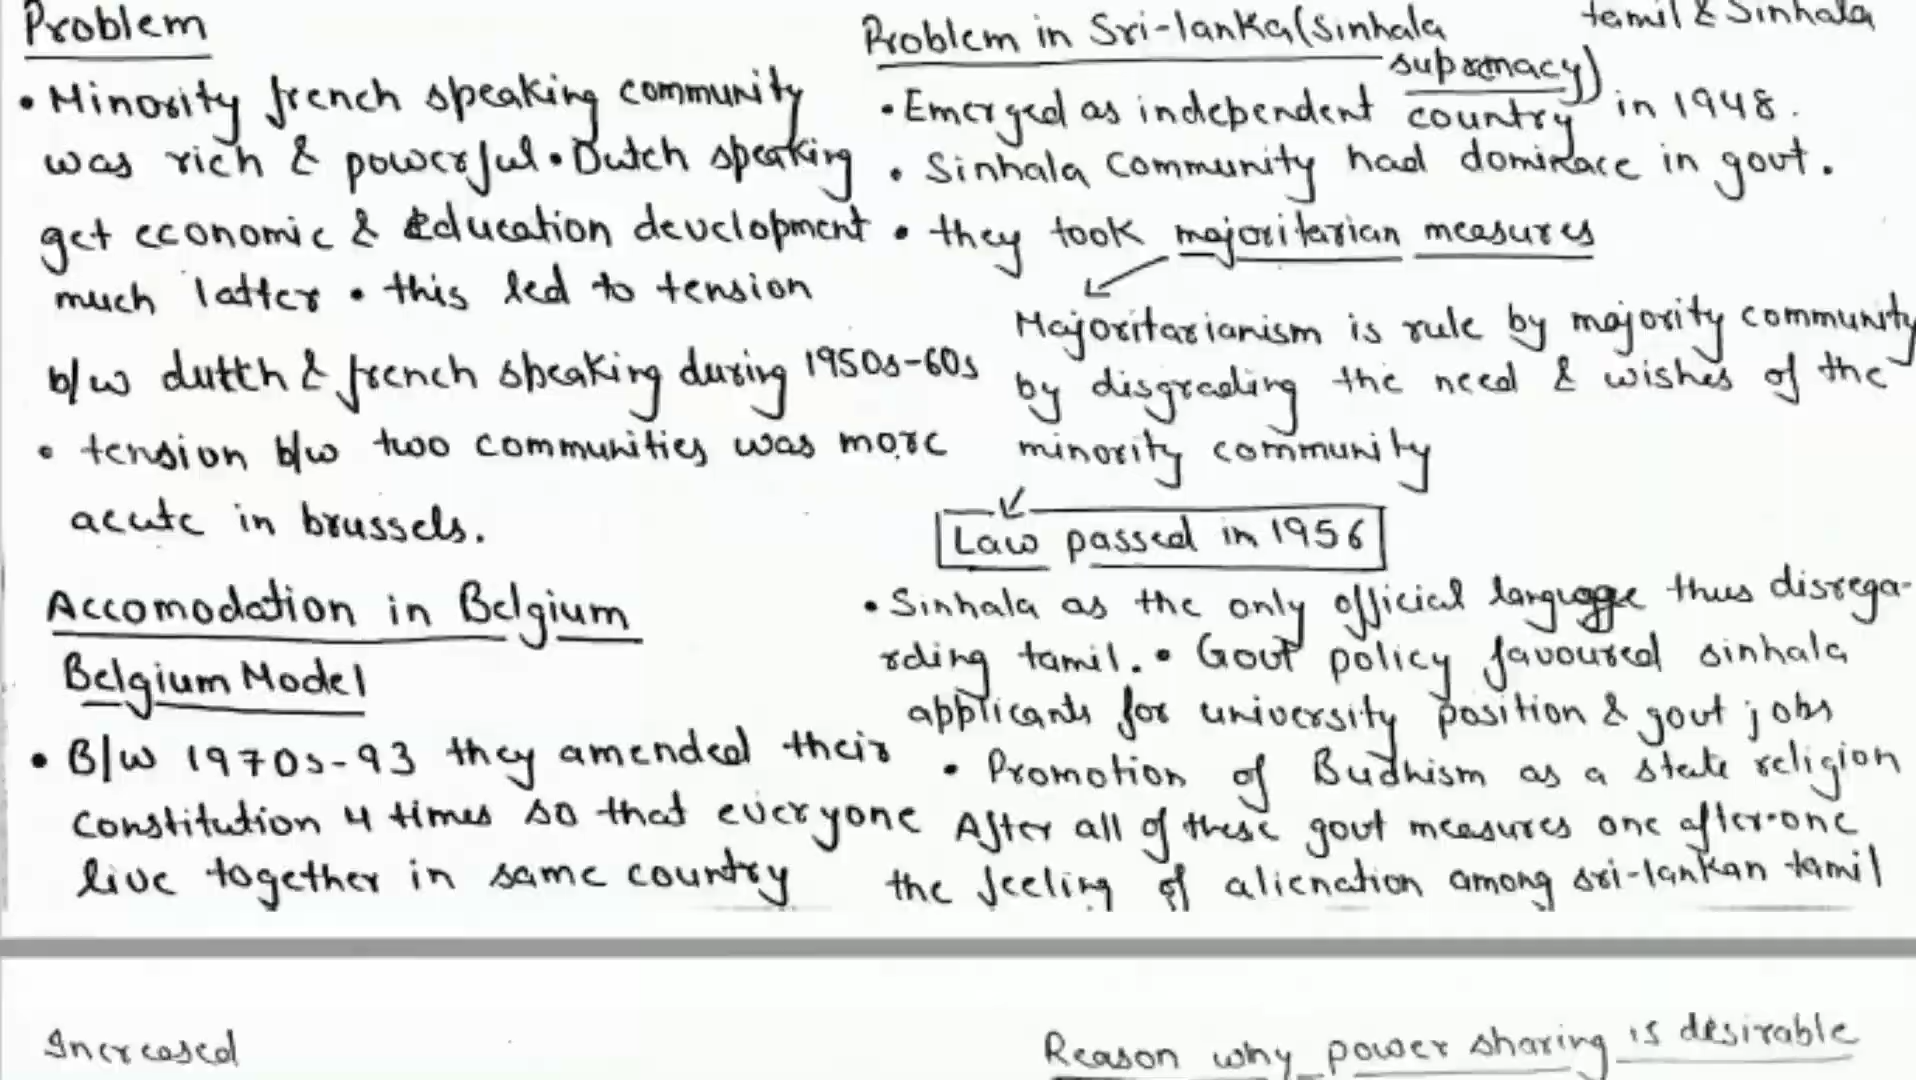 Problem
• Minority french speaking community
was rich & powerful • Dutch speaking
get economic & education development
much latter • this led to tension
b/w dutch & french speaking during 1950s-60s
• tension b/w two communities was more
acute in brussels.
Accomodation in Belgium
Belgium Model
• B/w 1970s-93 they amended their
constitution 4 times so that everyone
live together in same country
tamil & Sinhala
Problem in Sri-lanka (Sinhala
supremacy)
• Emerged as independent country in 1948.
• Sinhala Community had dominace in govt.
• they took majoritarian measures
Majoritarianism is rule by majority community
by disgrading the need & wishes of the
minority community
Law passed in 1956
• Sinhala as the only official language thus disrega-
rding tamil. • Govt policy favoured sinhala
applicants for university position & govt jobs
• Promotion of Budhism as a state religion
After all of these govt measures one after-one
the feeling of alienation among sri-lankan tamil
Increased
Reason why power sharing is desirable